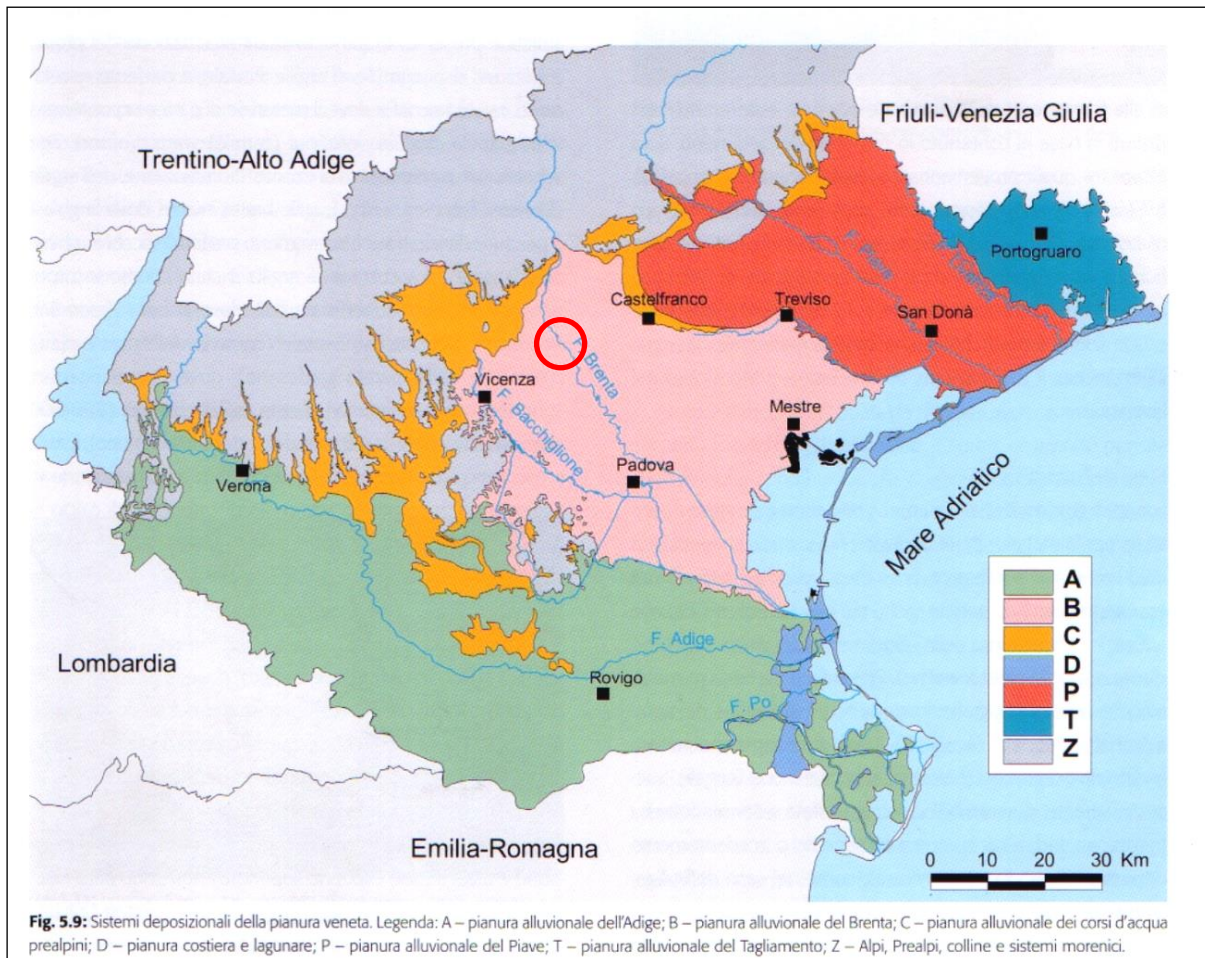 Trentino-Alto Adige
Friuli-Venezia Giulia
Portogruaro
F. Piave
F. Livenza
Castelfranco
Treviso
San Donà
F. Brenta
Vicenza
F. Bacchiglione
Mestre
Padova
Verona
Mare Adriatico
A
B
C
D
P
T
Z
F. Adige
Lombardia
Rovigo
F. Po
Emilia-Romagna
0 10 20 30 Km
Fig. 5.9: Sistemi deposizionali della pianura veneta. Legenda: A – pianura alluvionale dell'Adige; B – pianura alluvionale del Brenta; C – pianura alluvionale dei corsi d'acqua
prealpini; D – pianura costiera e lagunare; P – pianura alluvionale del Piave; T – pianura alluvionale del Tagliamento; Z – Alpi, Prealpi, colline e sistemi morenici.